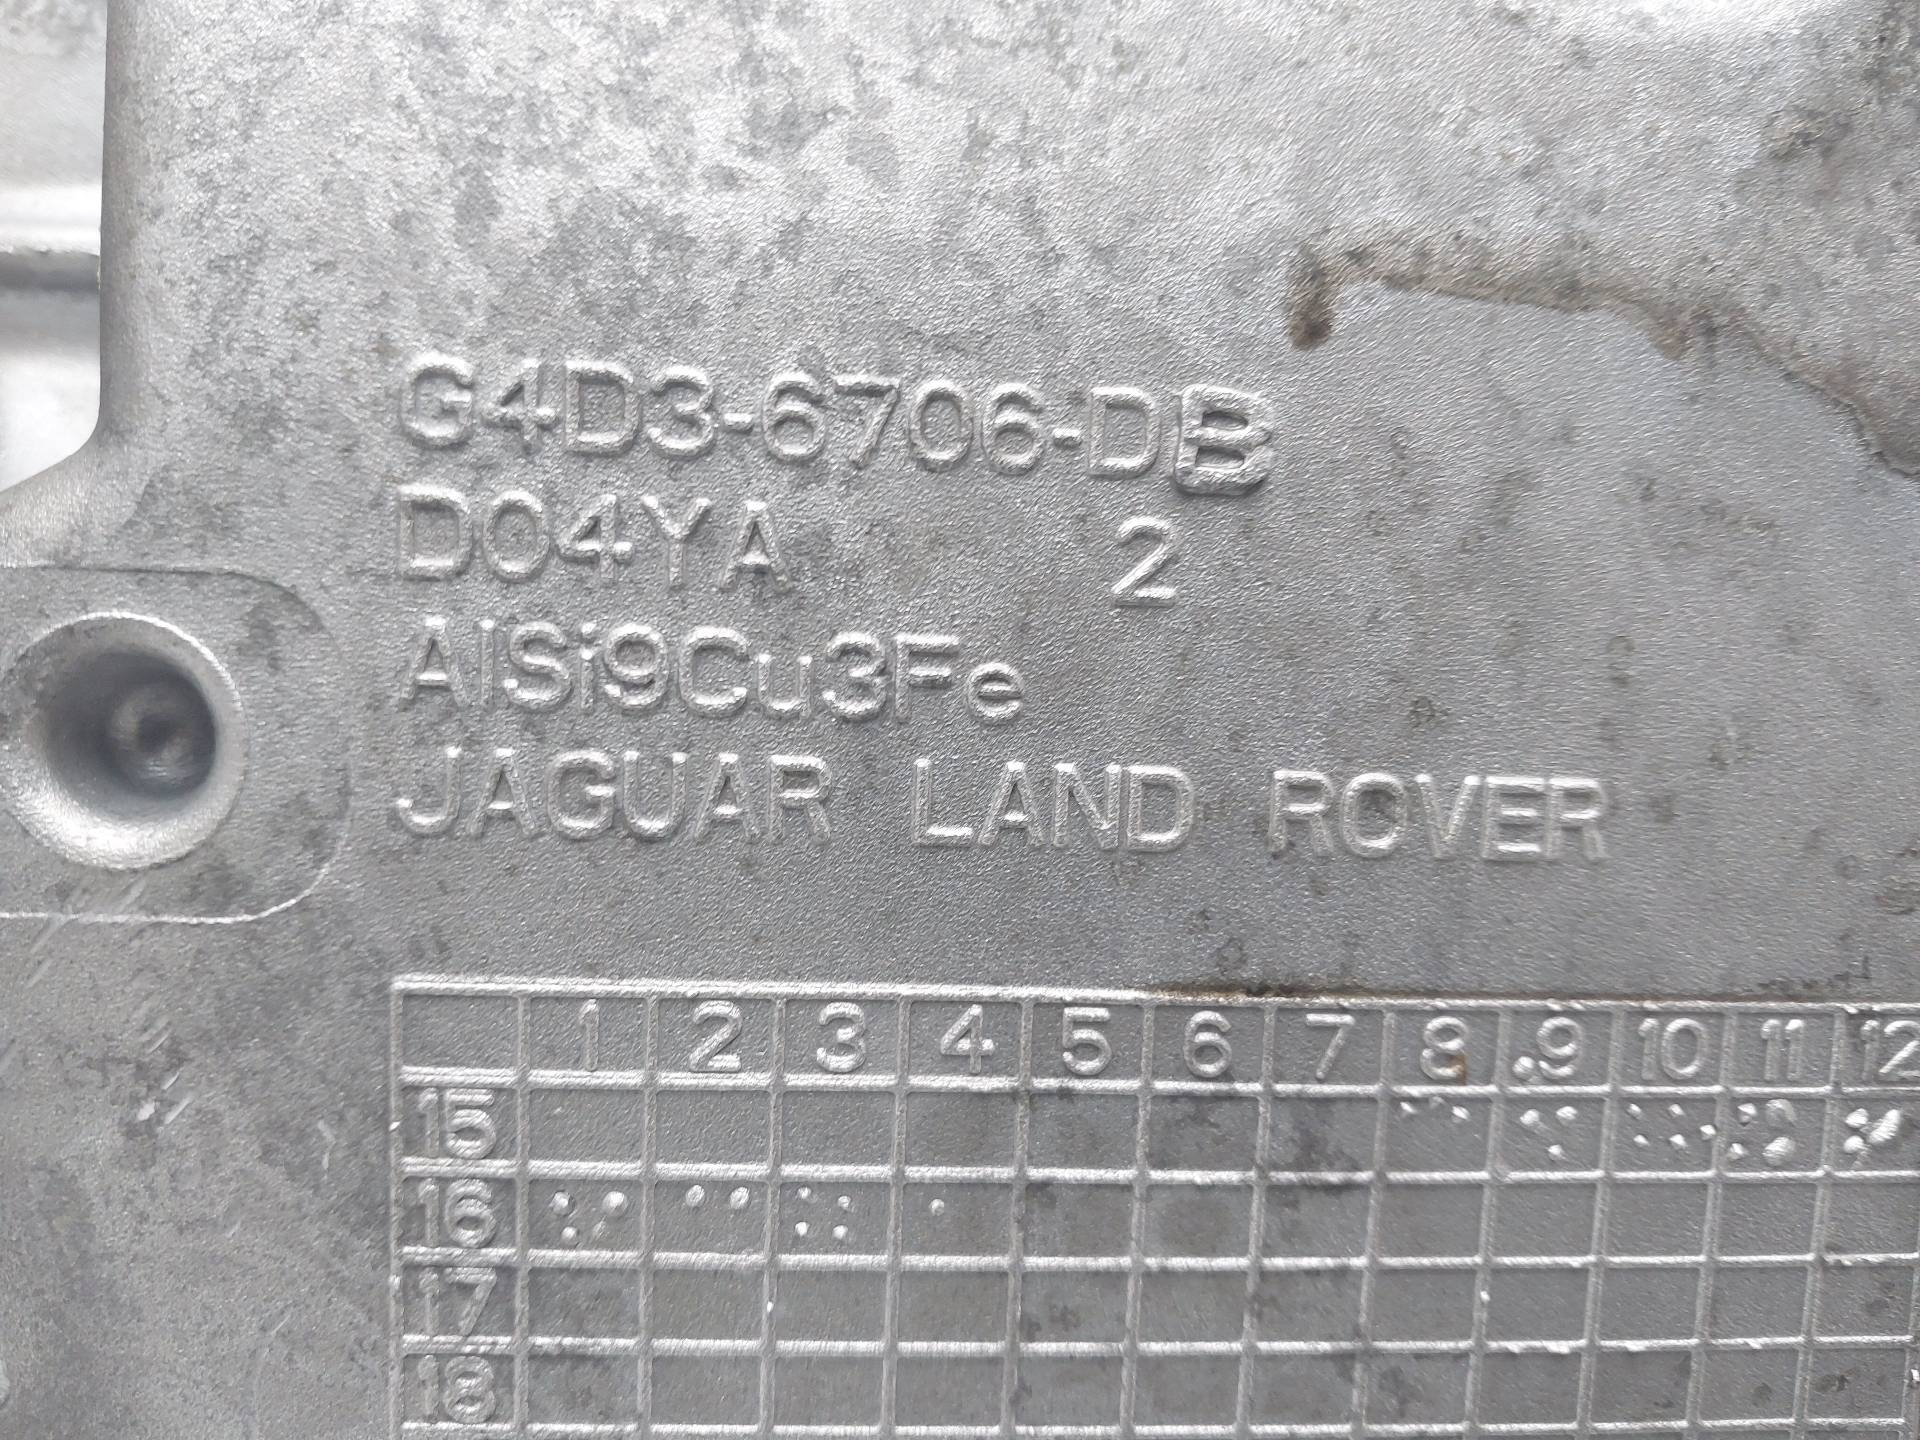 G4D3-6706-DB
D04YA 2
AlSi9Cu3Fe
JAGUAR LAND ROVER
1 2 3 4 5 6 7 8 9 10 11 12
15
16
17
18